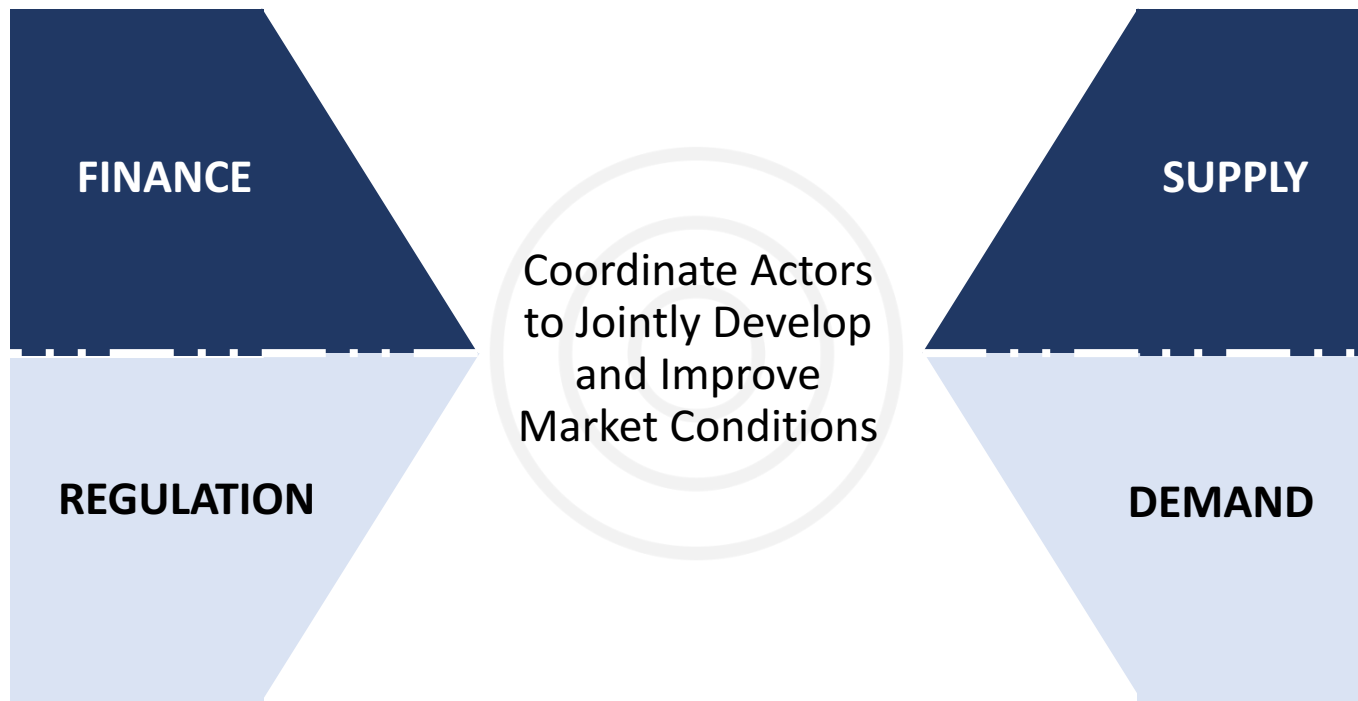 FINANCE
SUPPLY
Coordinate Actors
to Jointly Develop
and Improve
Market Conditions
REGULATION
DEMAND